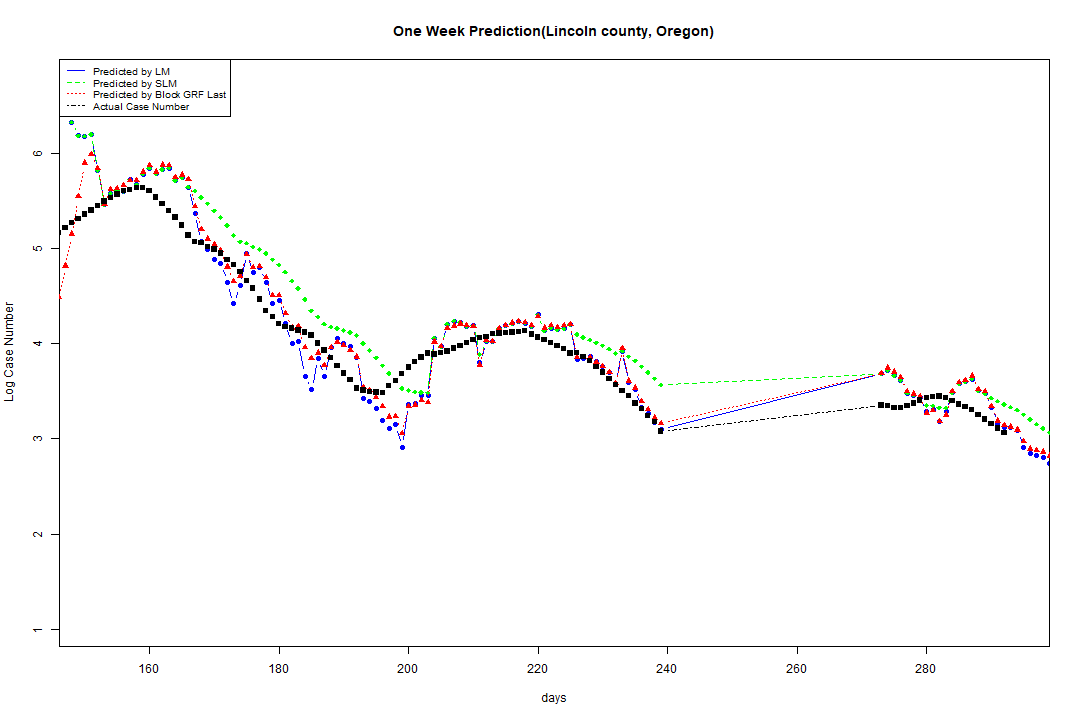 One Week Prediction(Lincoln county, Oregon)
Predicted by LM
Predicted by SLM
Predicted by Block GRF Last
Actual Case Number
Log Case Number
6
5
4
3
2
1
160 180 200 220 240 260 280
days